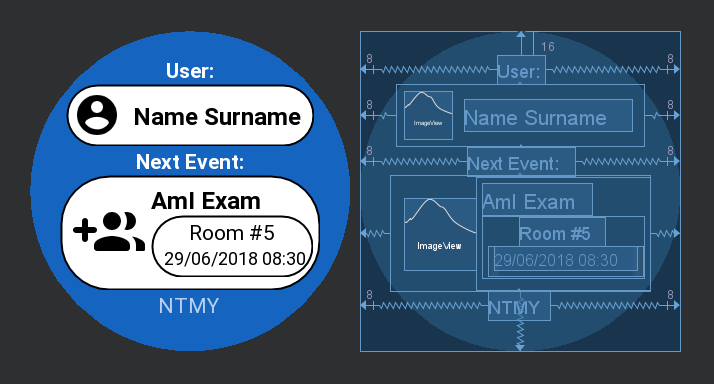 User:
Name Surname
Next Event:
AmI Exam
Room #5
29/06/2018 08:30
NTMY
16
8
User:
8
8
ImageView
Name Surname
8
8
Next Event:
8
8
AmI Exam
Room #5
ImageView
29/06/2018 08:30
8
NTMY
8